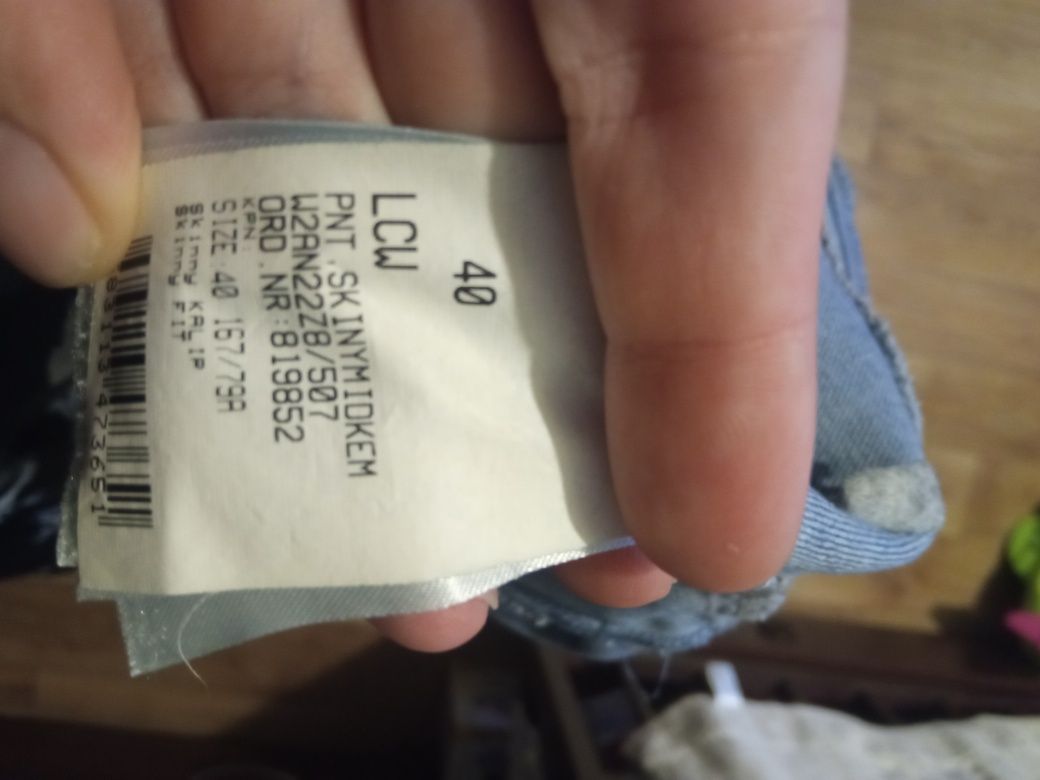 40
LCW
PNT.SKINYMIDKEM
W2AN22Z8/507
ORD.NR:819852
KPN:
SIZE:40 167/79A
Skinny KALIP
Skinny FIT